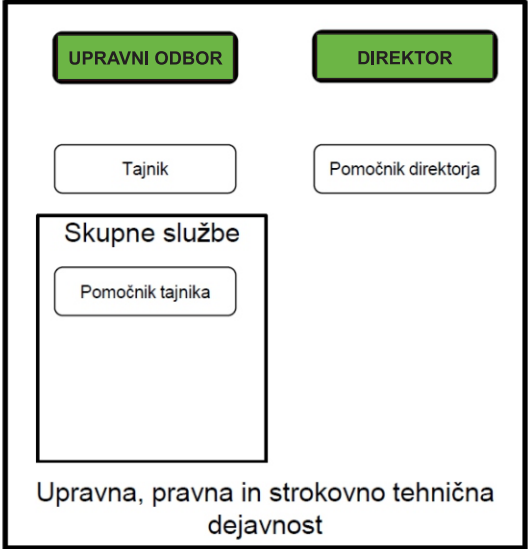 UPRAVNI ODBOR
DIREKTOR
Tajnik
Pomočnik direktorja
Skupne službe
Pomočnik tajnika
Upravna, pravna in strokovno tehnična
dejavnost